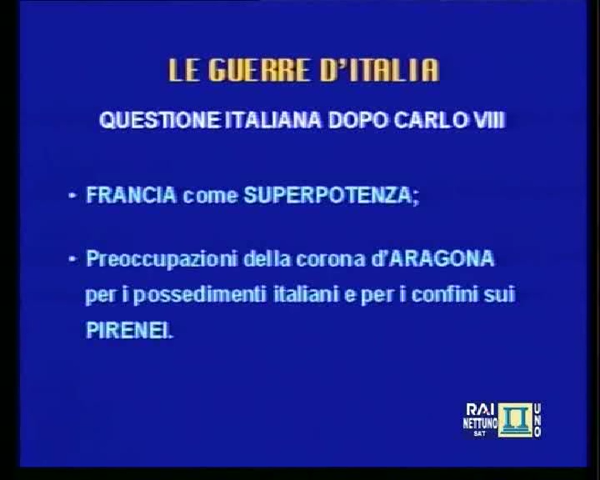 LE GUERRE D'ITALIA
QUESTIONE ITALIANA DOPO CARLO VIII
• FRANCIA come SUPERPOTENZA;
• Preoccupazioni della corona d'ARAGONA
per i possedimenti italiani e per i confini sui
PIRENEI.
RAI
NETTUNO
SAT
UNO